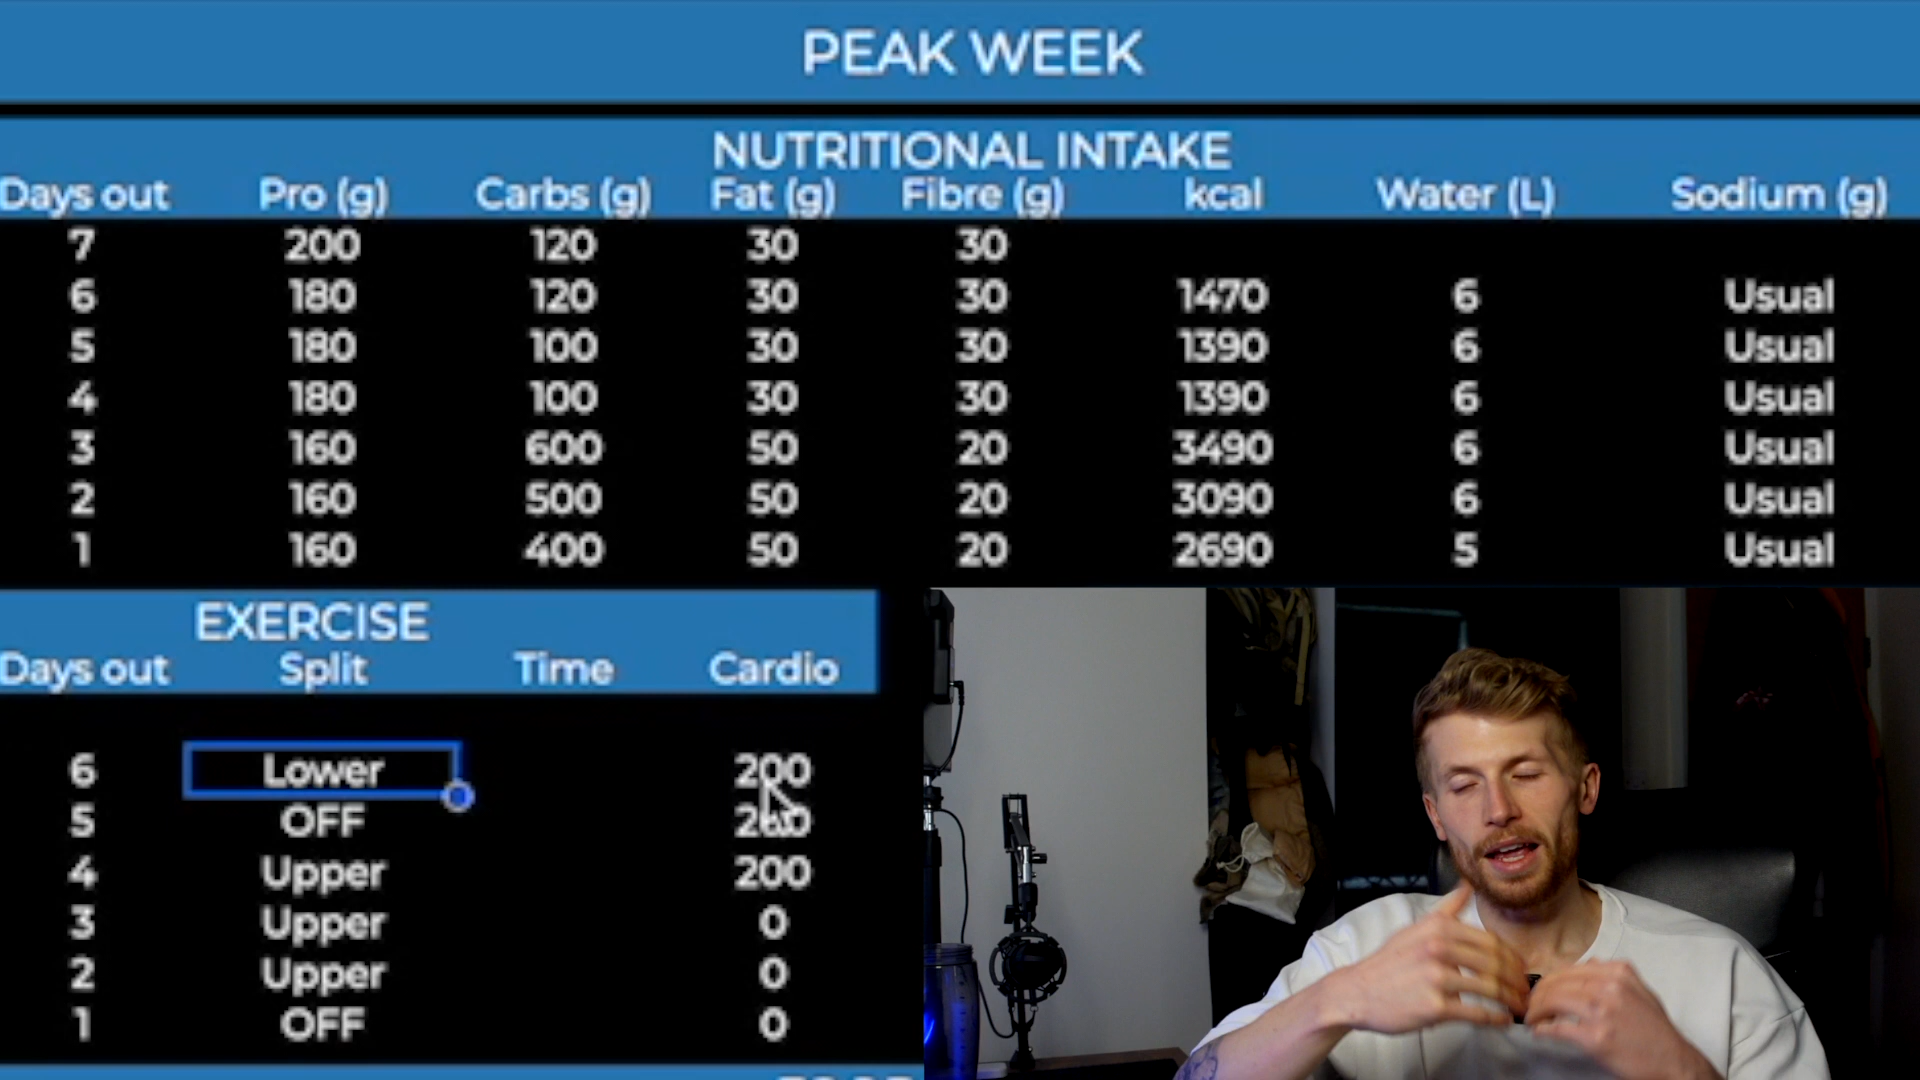 PEAK WEEK
NUTRITIONAL INTAKE
Days out Pro (g) Carbs (g) Fat (g) Fibre (g) kcal Water (L) Sodium (g)
7 200 120 30 30
6 180 120 30 30 1470 6 Usual
5 180 100 30 30 1390 6 Usual
4 180 100 30 30 1390 6 Usual
3 160 600 50 20 3490 6 Usual
2 160 500 50 20 3090 6 Usual
1 160 400 50 20 2690 5 Usual
EXERCISE
Days out Split Time Cardio
6 Lower 200
5 OFF
4 Upper 200
3 Upper 0
2 Upper 0
1 OFF 0